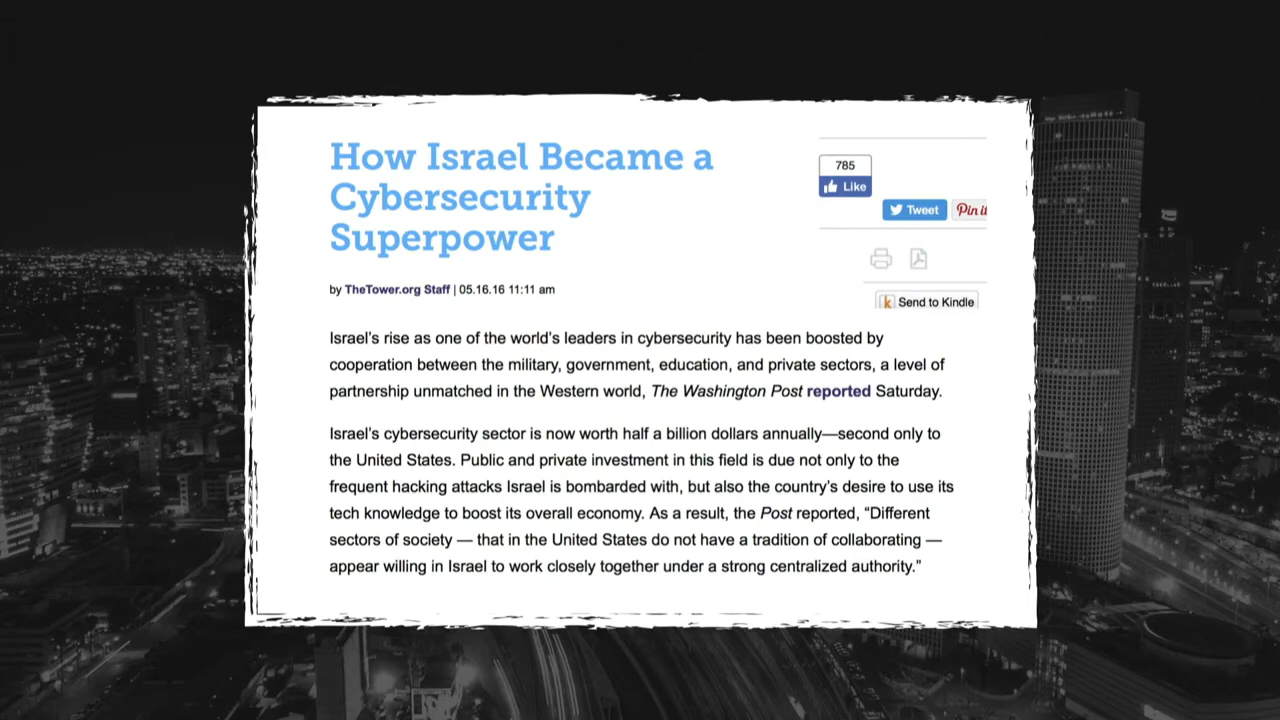 How Israel Became a
Cybersecurity
Superpower
785
Like
Tweet
Pin it
k Send to Kindle
by TheTower.org Staff | 05.16.16 11:11 am
Israel’s rise as one of the world’s leaders in cybersecurity has been boosted by
cooperation between the military, government, education, and private sectors, a level of
partnership unmatched in the Western world, The Washington Post reported Saturday.
Israel’s cybersecurity sector is now worth half a billion dollars annually—second only to
the United States. Public and private investment in this field is due not only to the
frequent hacking attacks Israel is bombarded with, but also the country’s desire to use its
tech knowledge to boost its overall economy. As a result, the Post reported, “Different
sectors of society — that in the United States do not have a tradition of collaborating —
appear willing in Israel to work closely together under a strong centralized authority.”